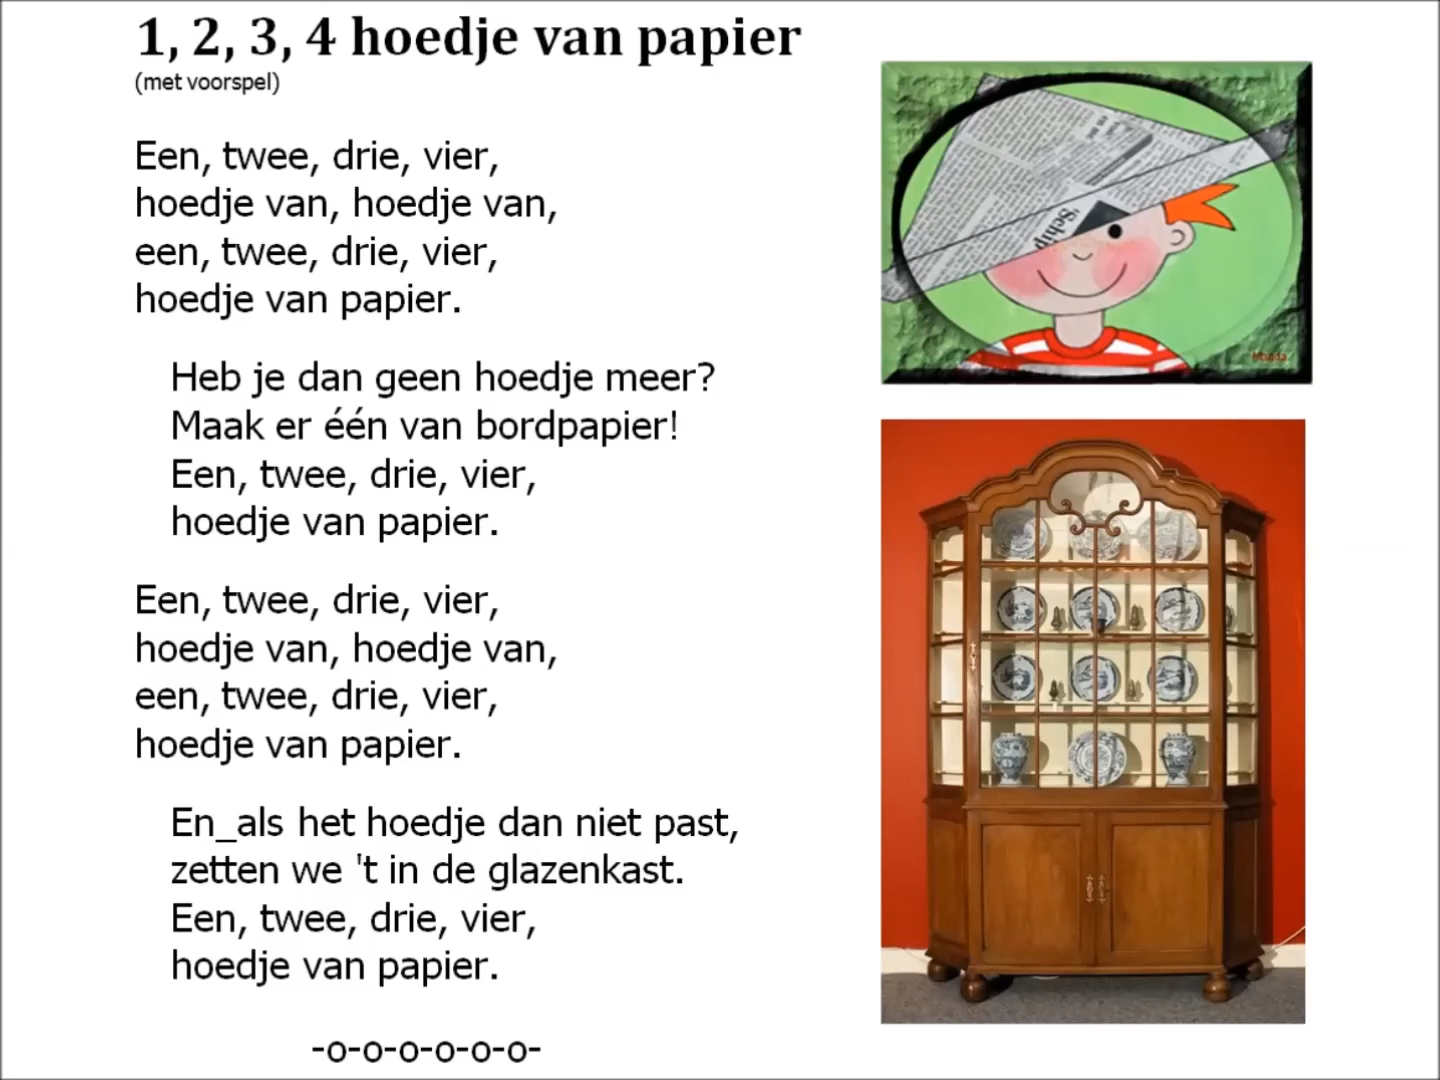 1, 2, 3, 4 hoedje van papier
(met voorspel)
Een, twee, drie, vier,
hoedje van, hoedje van,
een, twee, drie, vier,
hoedje van papier.
Heb je dan geen hoedje meer?
Maak er één van bordpapier!
Een, twee, drie, vier,
hoedje van papier.
Een, twee, drie, vier,
hoedje van, hoedje van,
een, twee, drie, vier,
hoedje van papier.
En_als het hoedje dan niet past,
zetten we 't in de glazenkast.
Een, twee, drie, vier,
hoedje van papier.
-o-o-o-o-o-o-